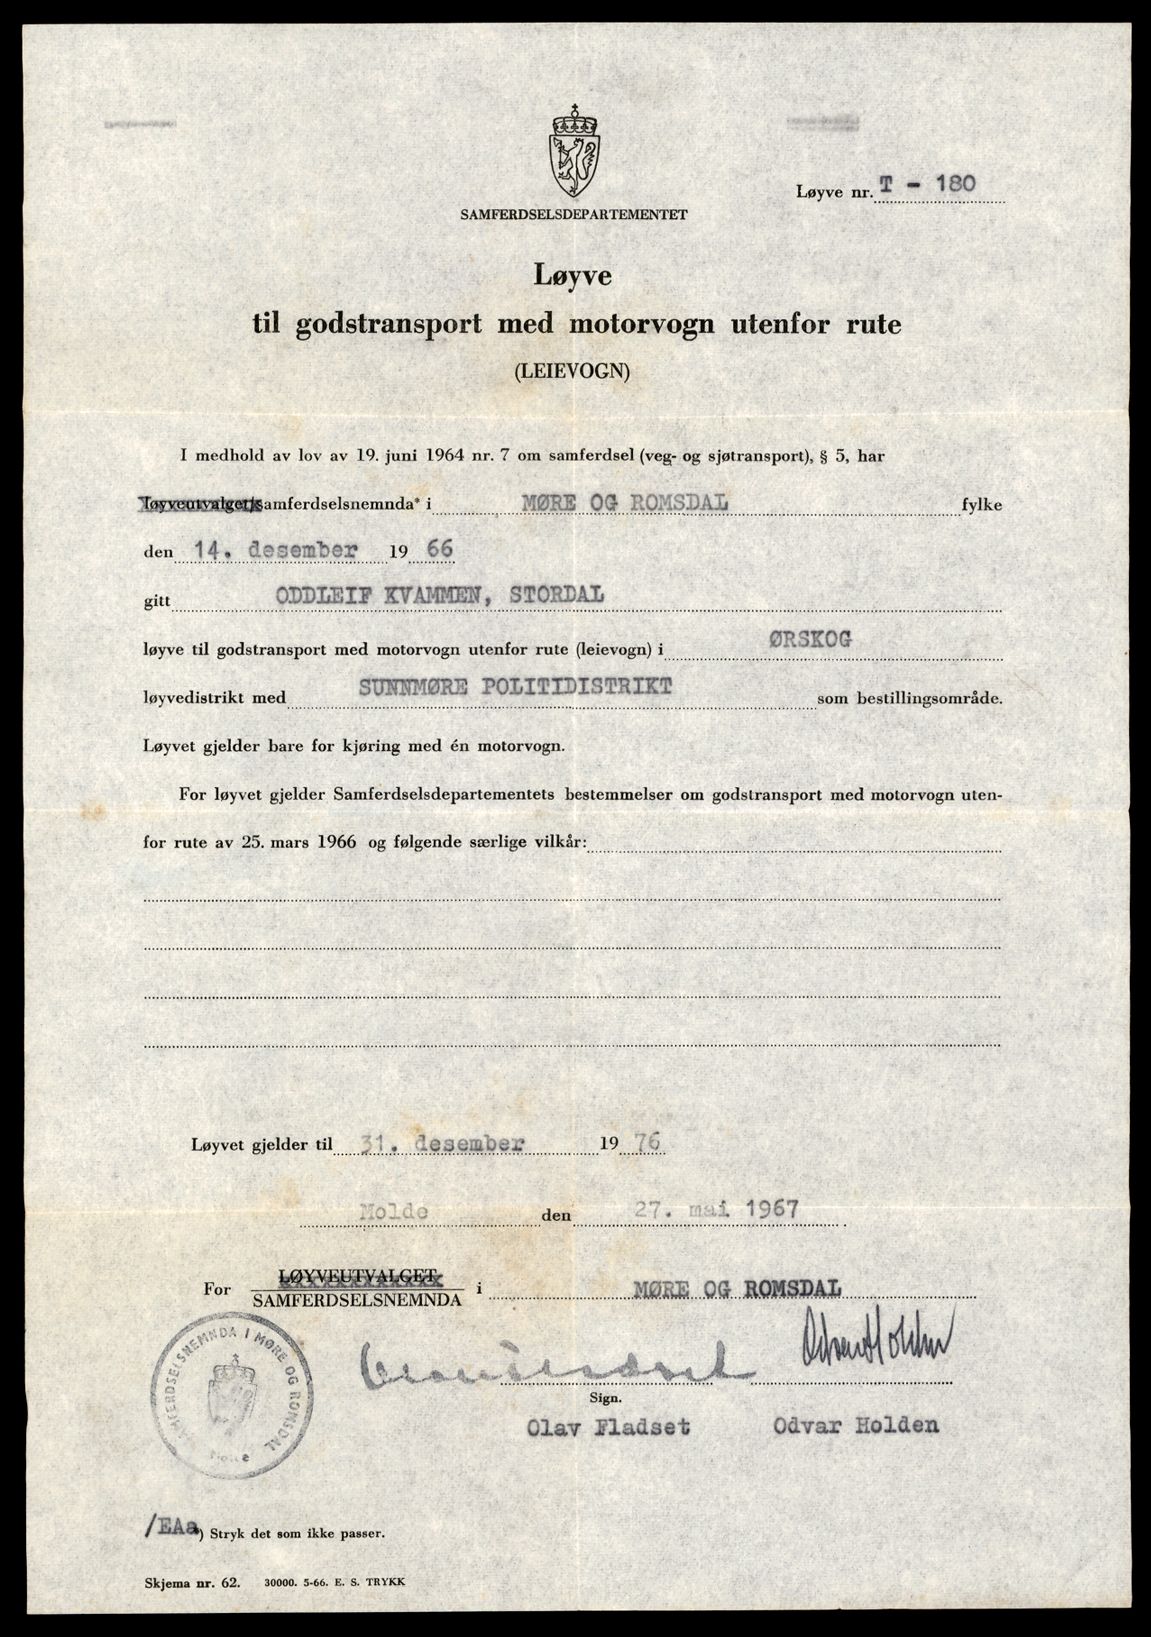 Løyve nr. T - 180
SAMFERDSELSDEPARTEMENTET
Løyve
til godstransport med motorvogn utenfor rute
(LEIEVOGN)
I medhold av lov av 19. juni 1964 nr. 7 om samferdsel (veg- og sjøtransport), § 5, har
løyveutvalget/samferdselsnemnda* i MØRE OG ROMSDAL fylke
den 14. desember 19 66
gitt ODDLEIF KVAMMEN, STORDAL
løyve til godstransport med motorvogn utenfor rute (leievogn) i ØRSKOG
løyvedistrikt med SUNNMØRE POLITIDISTRIKT som bestillingsområde.
Løyvet gjelder bare for kjøring med én motorvogn.
For løyvet gjelder Samferdselsdepartementets bestemmelser om godstransport med motorvogn uten-
for rute av 25. mars 1966 og følgende særlige vilkår:
Løyvet gjelder til 31. desember 19 76
Molde den 27. mai 1967
For LØYVEUTVALGET
SAMFERDSELSNEMNDA i MØRE OG ROMSDAL
SAMFERDSELSNEMNDA I MØRE OG ROMSDAL
Molde
Odvar Holden
Sign.
Olav Fladset Odvar Holden
/EAa
*) Stryk det som ikke passer.
Skjema nr. 62. 30000. 5-66. E. S. TRYKK